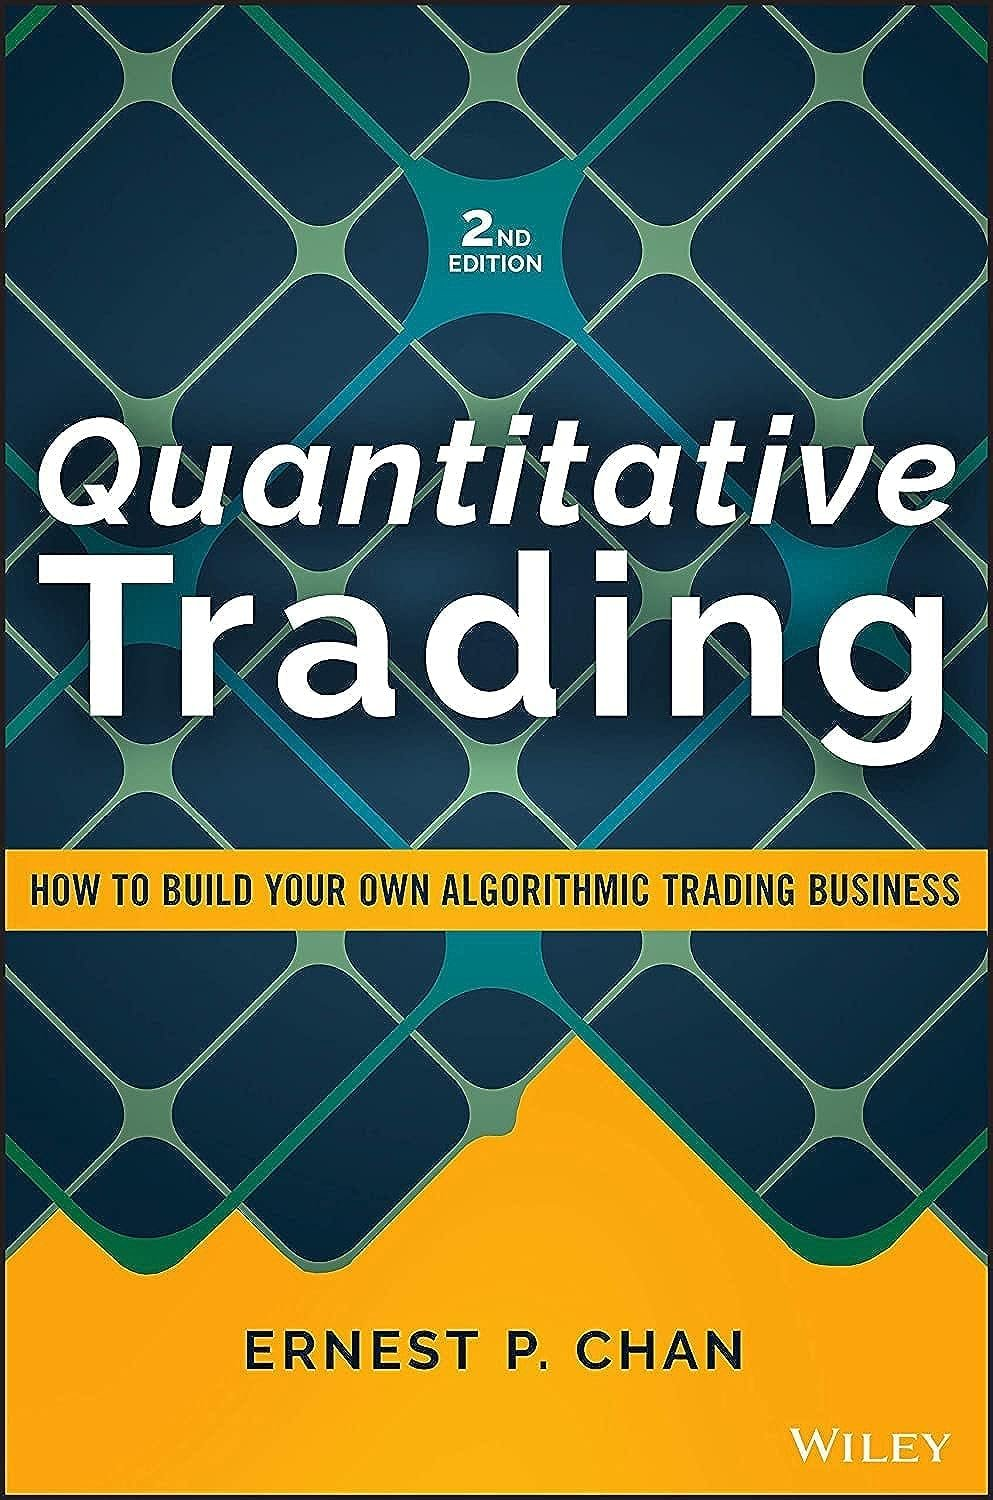 2ND
EDITION
Quantitative
Trading
HOW TO BUILD YOUR OWN ALGORITHMIC TRADING BUSINESS
ERNEST P. CHAN
WILEY